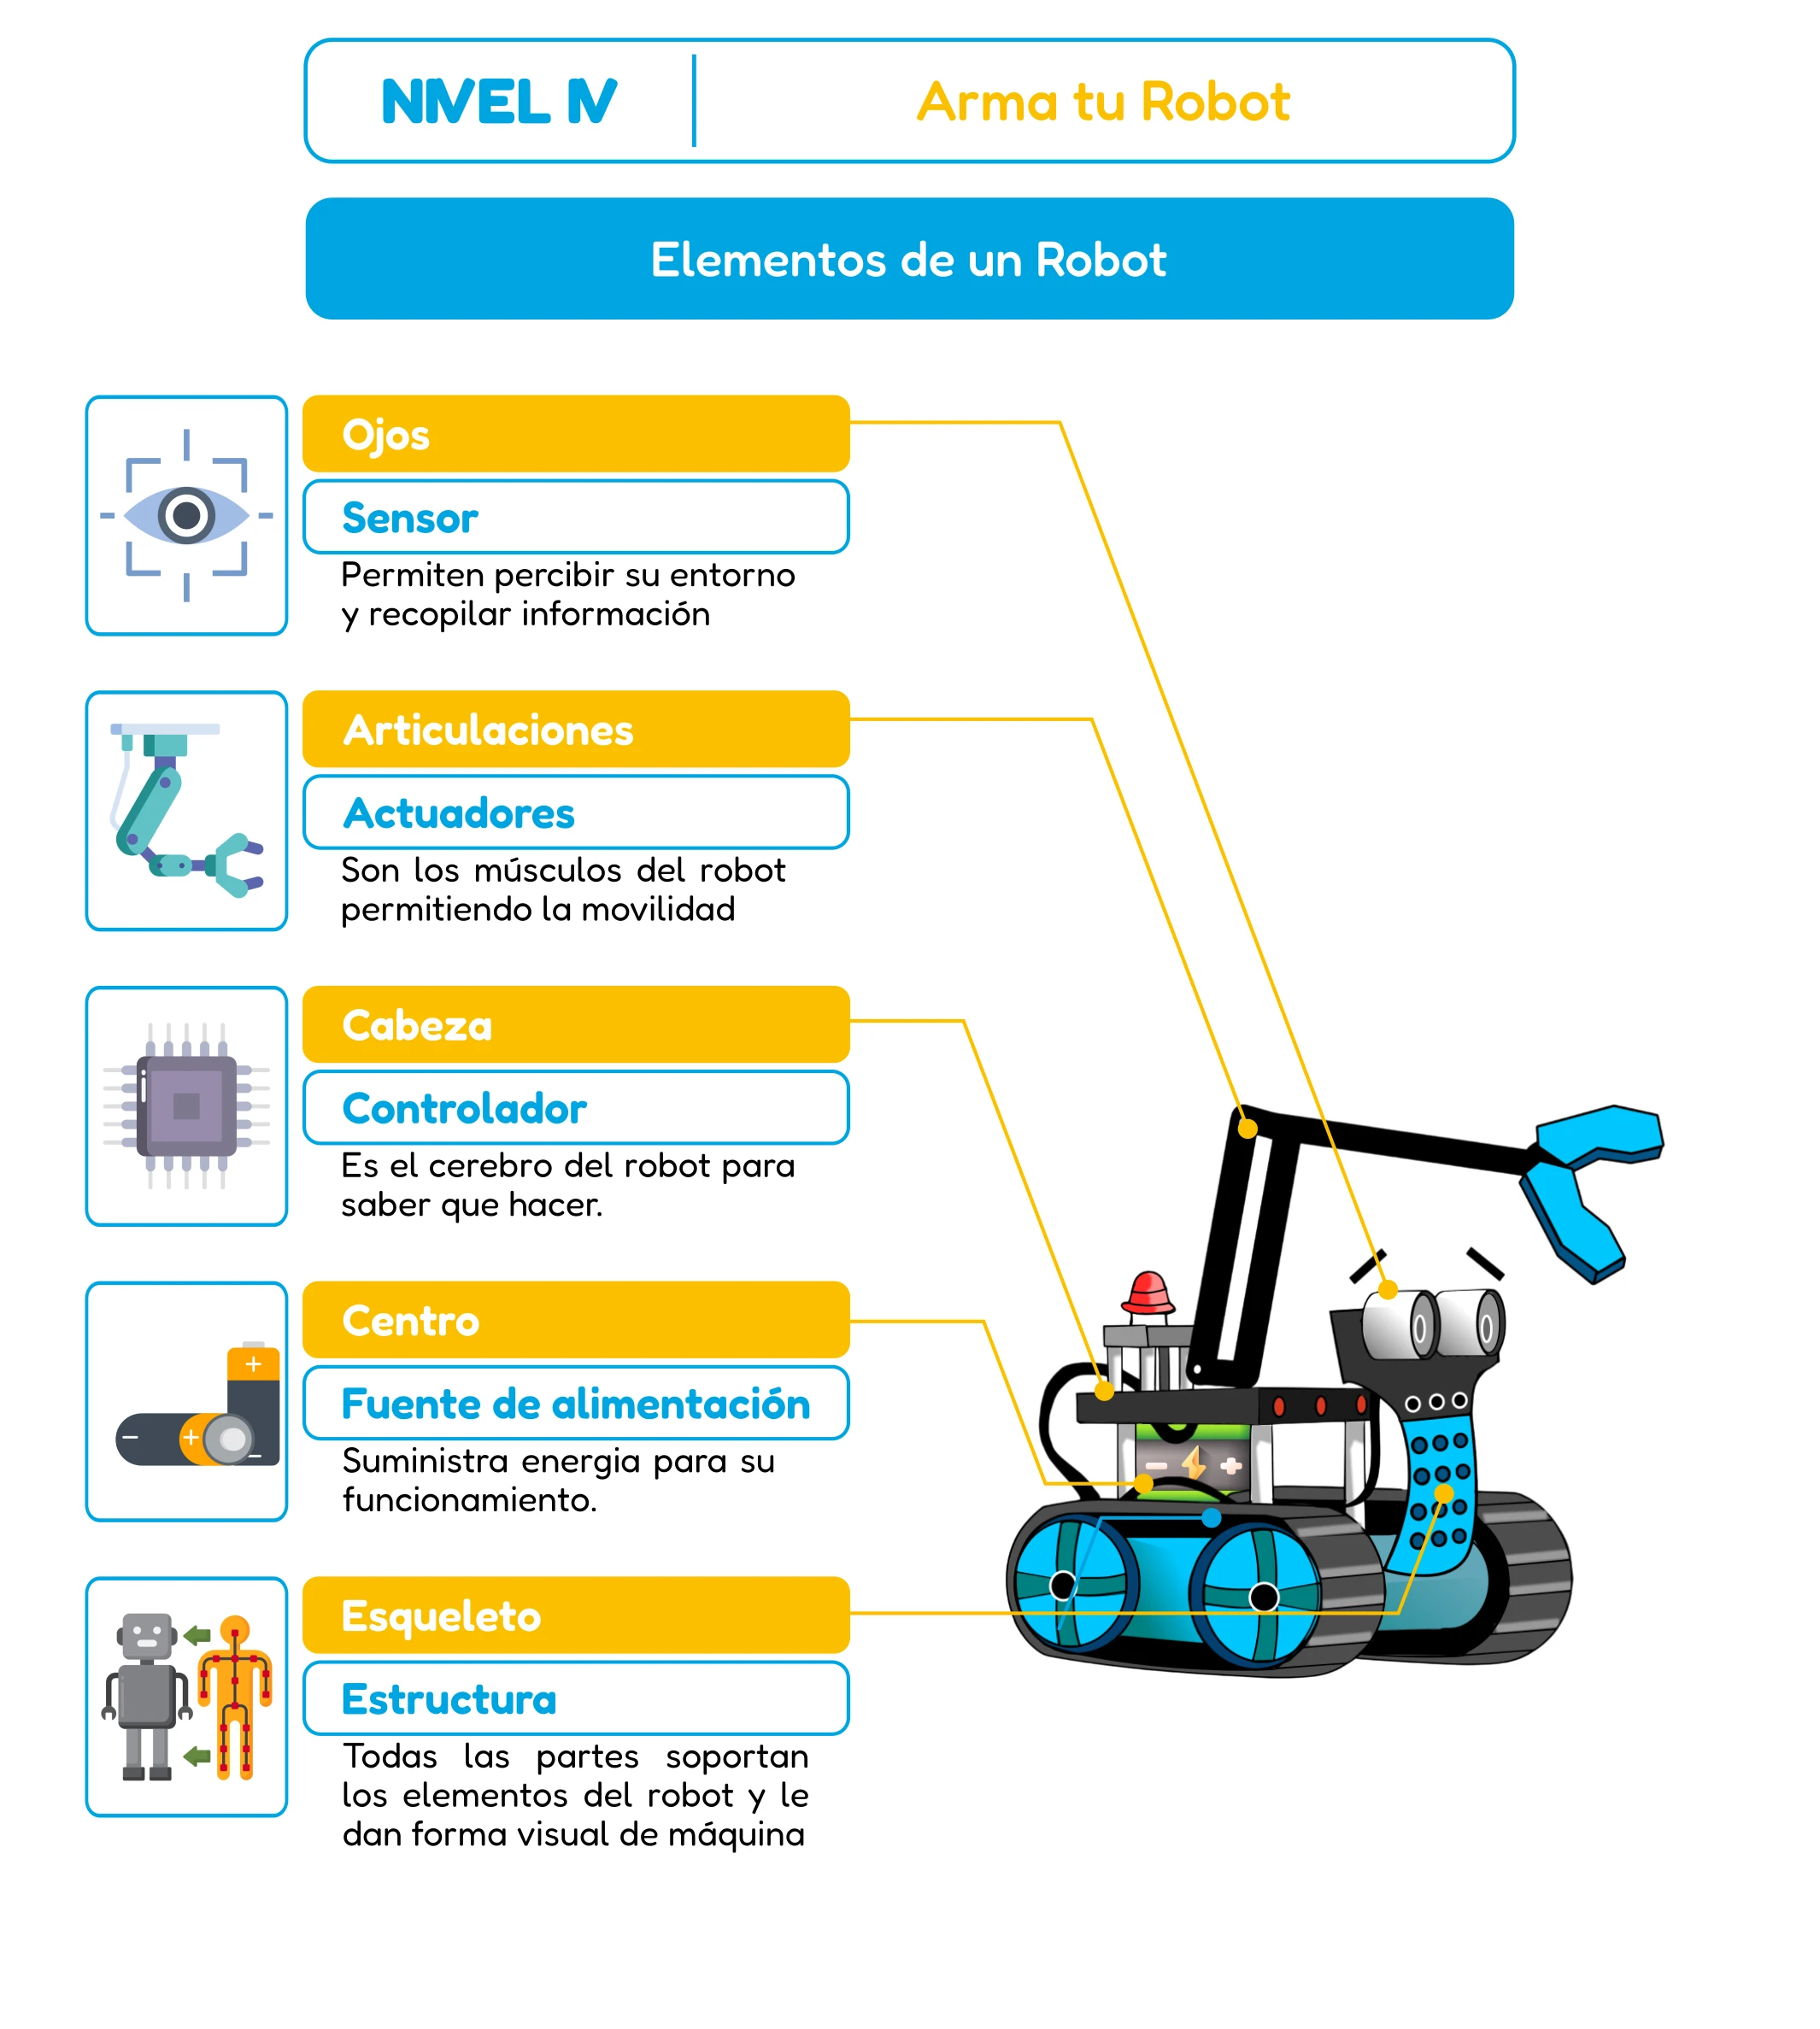 NIVEL IV
Arma tu Robot
Elementos de un Robot
Ojos
Sensor
Permiten percibir su entorno
y recopilar información
Articulaciones
Actuadores
Son los músculos del robot
permitiendo la movilidad
Cabeza
Controlador
Es el cerebro del robot para
saber que hacer.
Centro
Fuente de alimentación
Suministra energia para su
funcionamiento.
Esqueleto
Estructura
Todas las partes soportan
los elementos del robot y le
dan forma visual de máquina